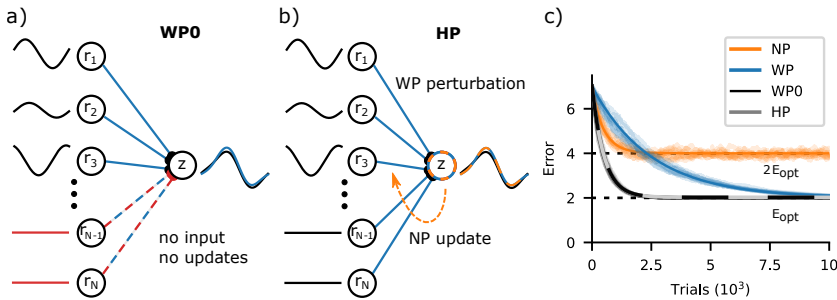 a)
WP0
r1
r2
r3
rN-1
rN
z
no input
no updates
b)
HP
r1
r2
r3
rN-1
rN
z
WP perturbation
NP update
c)
NP
WP
WP0
HP
Error
6
4
2
0
2Eopt
Eopt
0
2.5
5
7.5
10
Trials (10³)